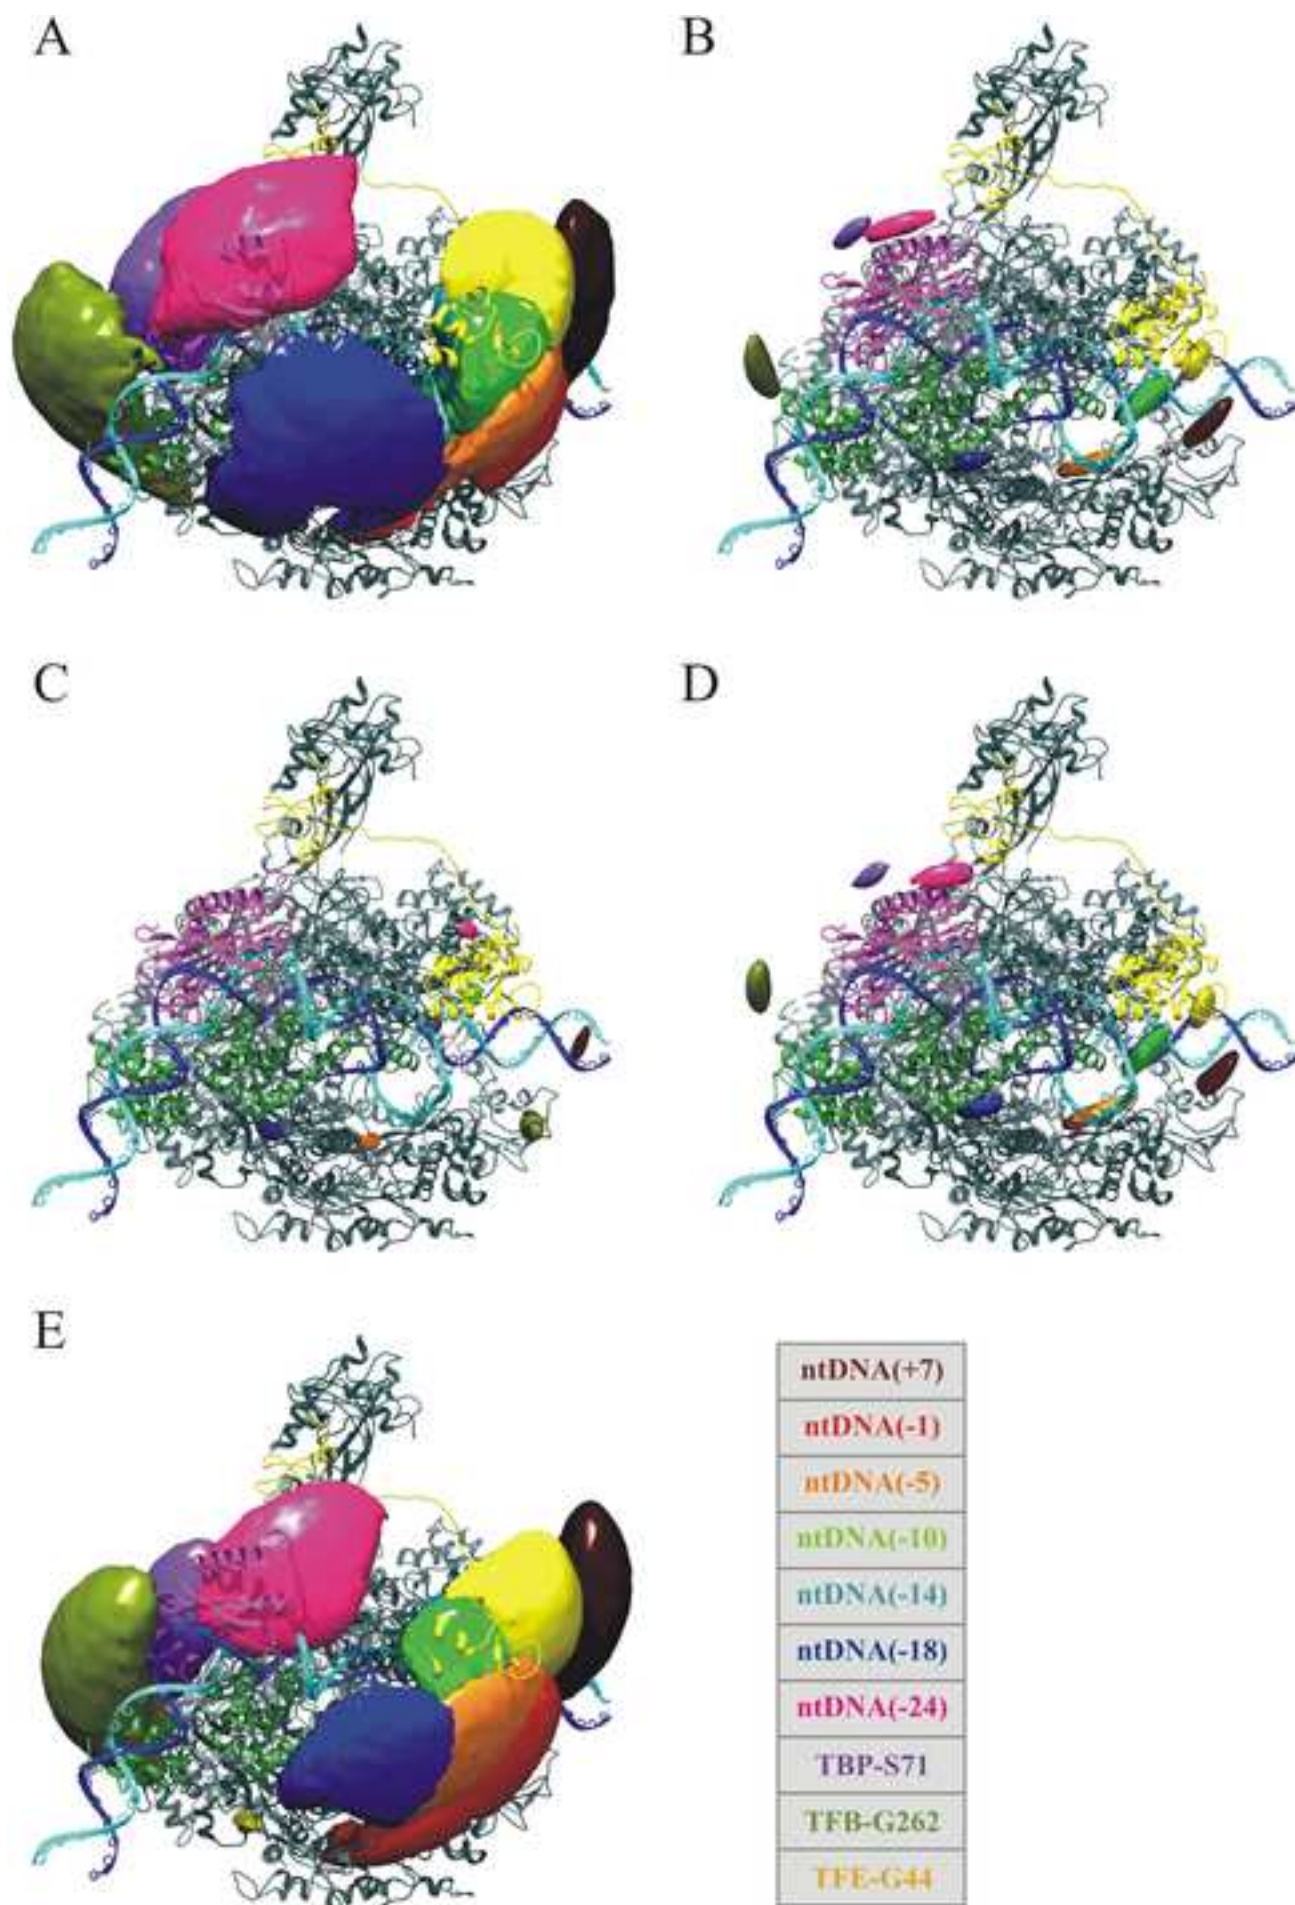 A
B
C
D
E
ntDNA(+7)
ntDNA(-1)
ntDNA(-5)
ntDNA(-10)
ntDNA(-14)
ntDNA(-18)
ntDNA(-24)
TBP-S71
TFB-G262
TFE-G44